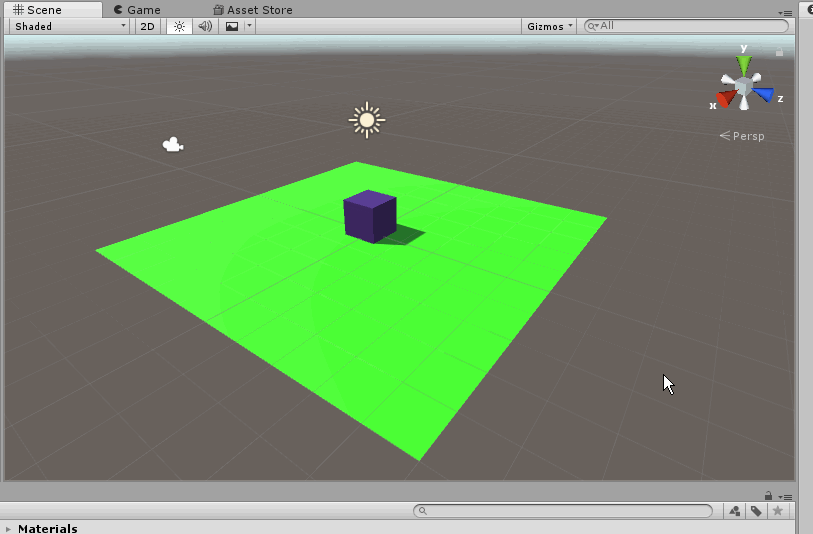 Scene Game Asset Store
Shaded 2D Gizmos All
y
x z
Persp
Materials